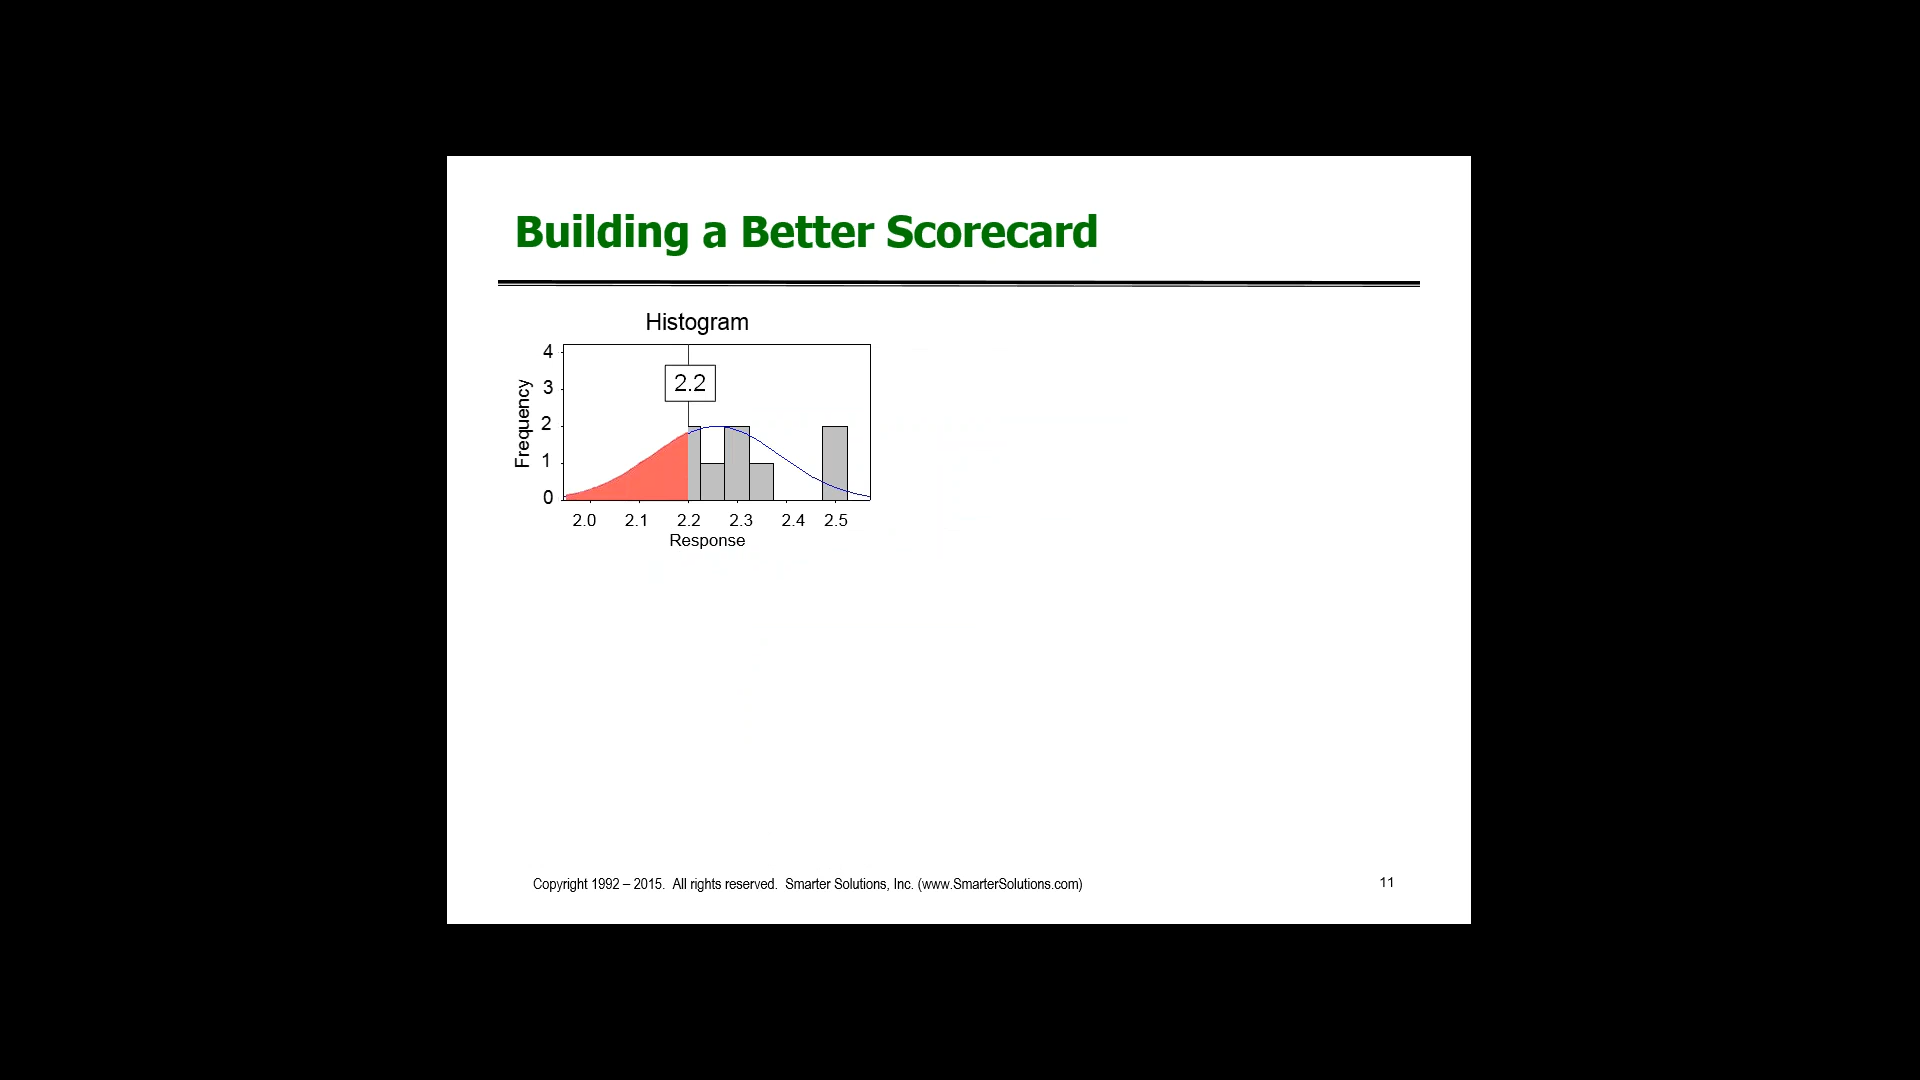 Building a Better Scorecard
Histogram
4
3
2
1
0
Frequency
2.2
2.0 2.1 2.2 2.3 2.4 2.5
Response
Copyright 1992 – 2015.  All rights reserved.  Smarter Solutions, Inc. (www.SmarterSolutions.com)
11